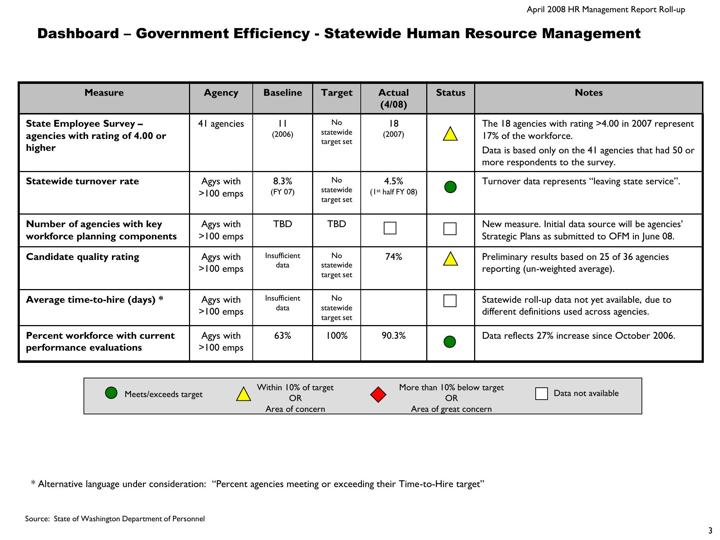 April 2008 HR Management Report Roll-up
Dashboard – Government Efficiency - Statewide Human Resource Management
Measure
Agency
Baseline
Target
Actual
(4/08)
Status
Notes
State Employee Survey –
agencies with rating of 4.00 or
higher
41 agencies
11
(2006)
No
statewide
target set
18
(2007)
The 18 agencies with rating >4.00 in 2007 represent
17% of the workforce.
Data is based only on the 41 agencies that had 50 or
more respondents to the survey.
Statewide turnover rate
Agys with
>100 emps
8.3%
(FY 07)
No
statewide
target set
4.5%
(1st half FY 08)
Turnover data represents “leaving state service”.
Number of agencies with key
workforce planning components
Agys with
>100 emps
TBD
TBD
New measure. Initial data source will be agencies’
Strategic Plans as submitted to OFM in June 08.
Candidate quality rating
Agys with
>100 emps
Insufficient
data
No
statewide
target set
74%
Preliminary results based on 25 of 36 agencies
reporting (un-weighted average).
Average time-to-hire (days) *
Agys with
>100 emps
Insufficient
data
No
statewide
target set
Statewide roll-up data not yet available, due to
different definitions used across agencies.
Percent workforce with current
performance evaluations
Agys with
>100 emps
63%
100%
90.3%
Data reflects 27% increase since October 2006.
Meets/exceeds target
Within 10% of target
OR
Area of concern
More than 10% below target
OR
Area of great concern
Data not available
* Alternative language under consideration: “Percent agencies meeting or exceeding their Time-to-Hire target”
Source: State of Washington Department of Personnel
3